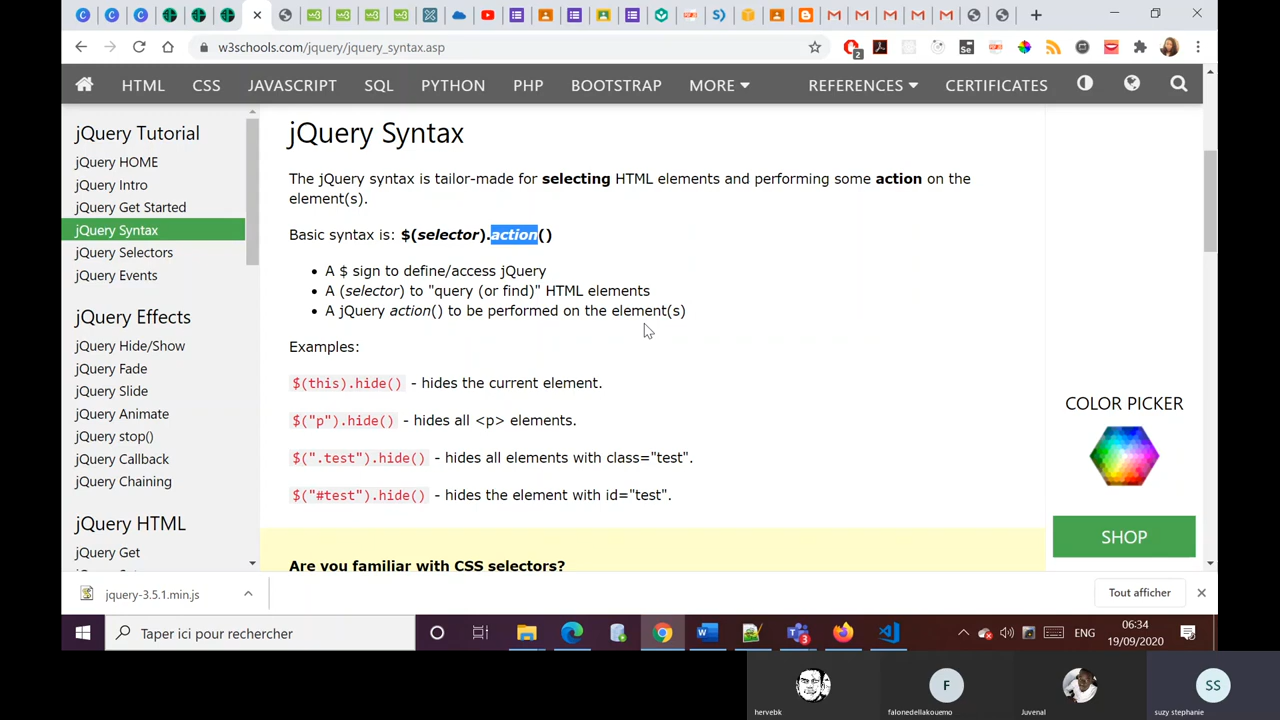 w3schools.com/jquery/jquery_syntax.asp
2
HTML CSS JAVASCRIPT SQL PYTHON PHP BOOTSTRAP MORE REFERENCES CERTIFICATES
jQuery Tutorial
jQuery HOME
jQuery Intro
jQuery Get Started
jQuery Syntax
jQuery Selectors
jQuery Events
jQuery Effects
jQuery Hide/Show
jQuery Fade
jQuery Slide
jQuery Animate
jQuery stop()
jQuery Callback
jQuery Chaining
jQuery HTML
jQuery Get
jQuery Syntax
The jQuery syntax is tailor-made for selecting HTML elements and performing some action on the
element(s).
Basic syntax is: $(selector).action()
• A $ sign to define/access jQuery
• A (selector) to "query (or find)" HTML elements
• A jQuery action() to be performed on the element(s)
Examples:
$(this).hide() - hides the current element.
$("p").hide() - hides all <p> elements.
$(".test").hide() - hides all elements with class="test".
$("#test").hide() - hides the element with id="test".
Are you familiar with CSS selectors?
COLOR PICKER
SHOP
jquery-3.5.1.min.js
Tout afficher
Taper ici pour rechercher
3
ENG
06:34
19/09/2020
hervebk
F
falonedellakouemo
Juvenal
SS
suzy stephanie